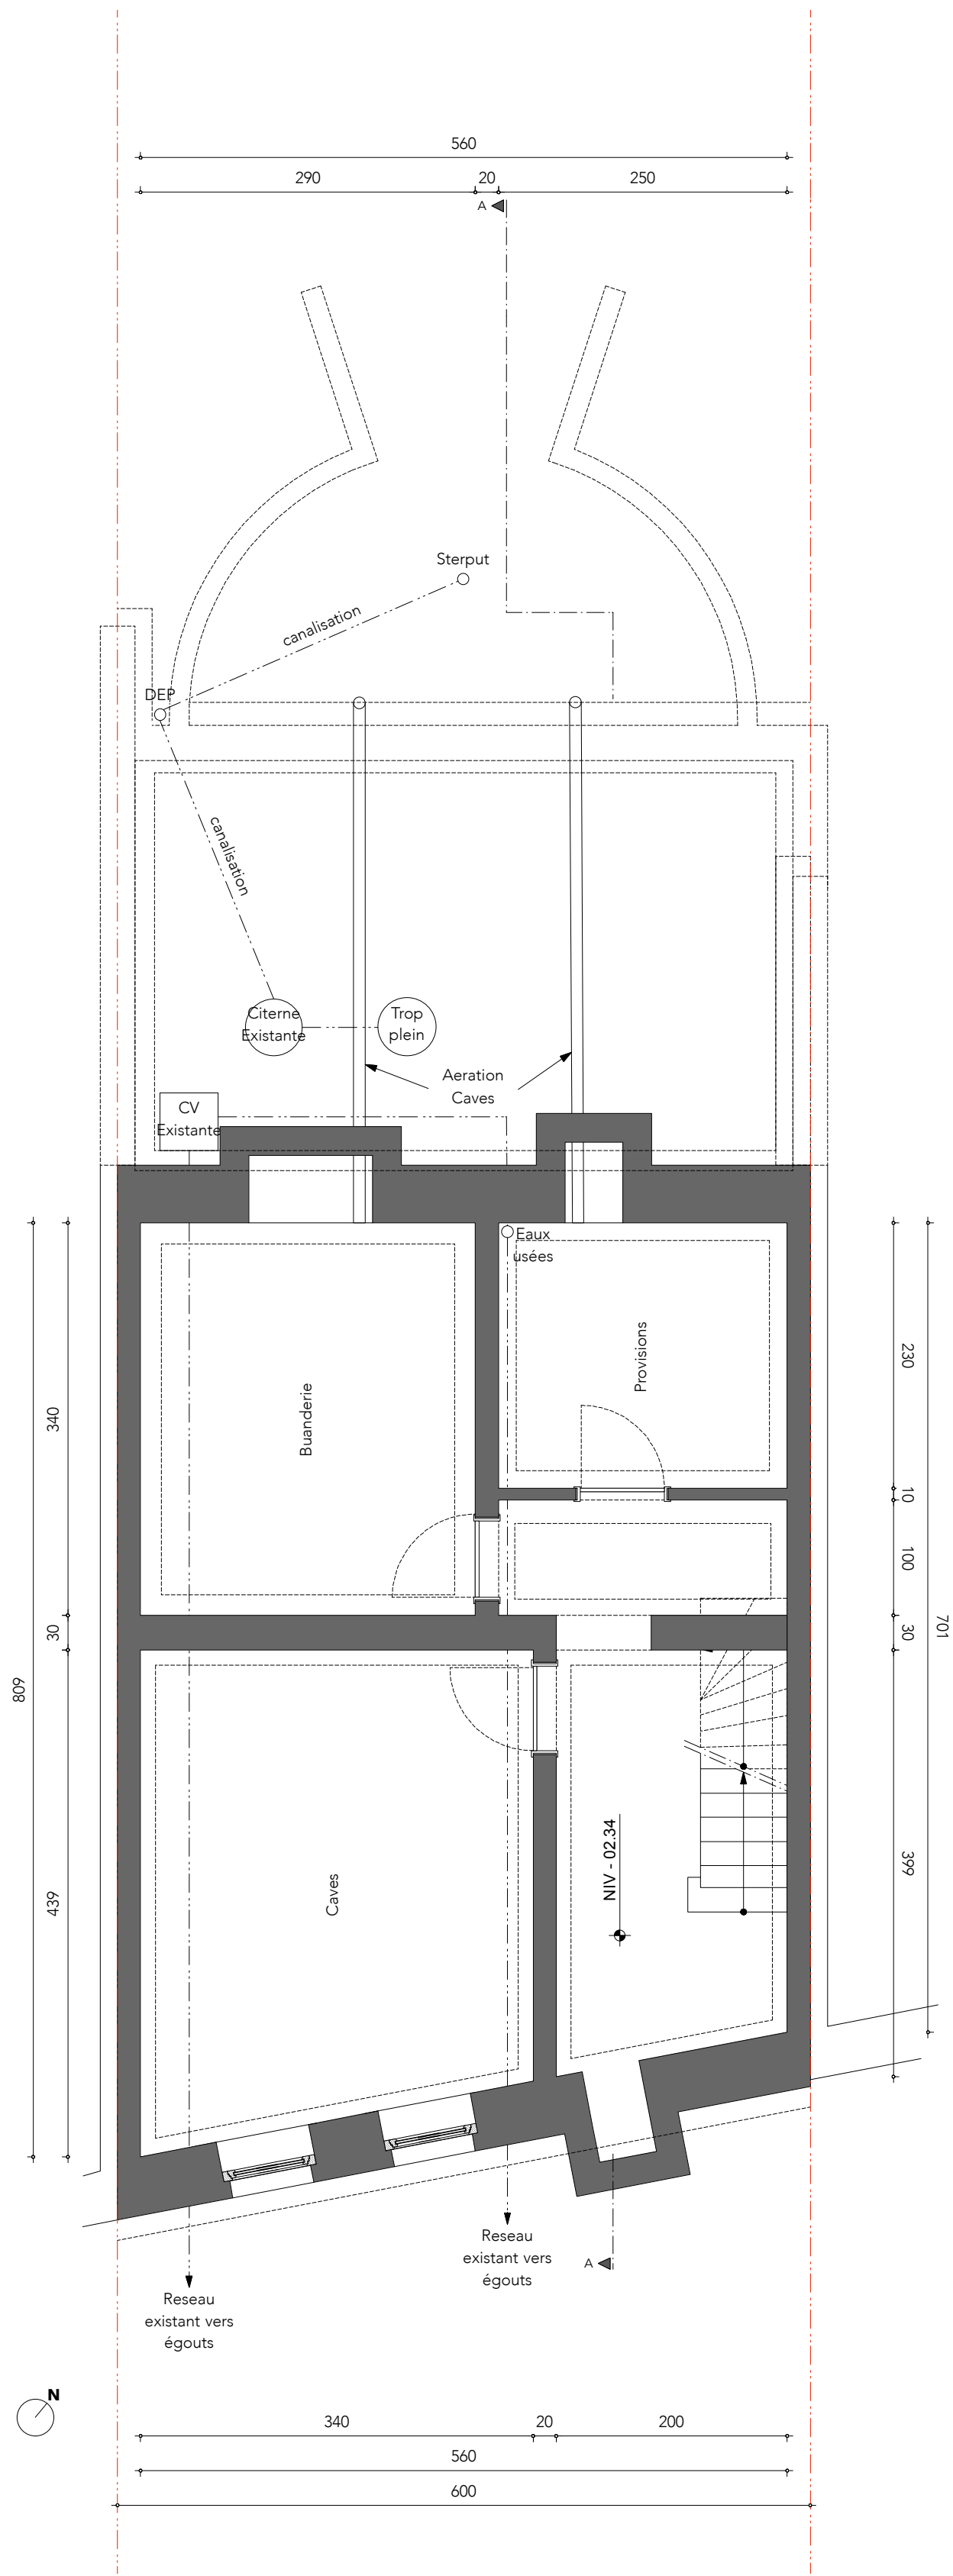 560
290
20
250
A
Sterput
canalisation
DEP
canalisation
Citerne
Existante
Trop
plein
Aeration
Caves
CV
Existante
Eaux
usées
Buanderie
Provisions
340
30
809
439
230
10
100
30
701
399
Caves
NIV - 02.34
Reseau
existant vers
égouts
A
Reseau
existant vers
égouts
N
340
20
200
560
600